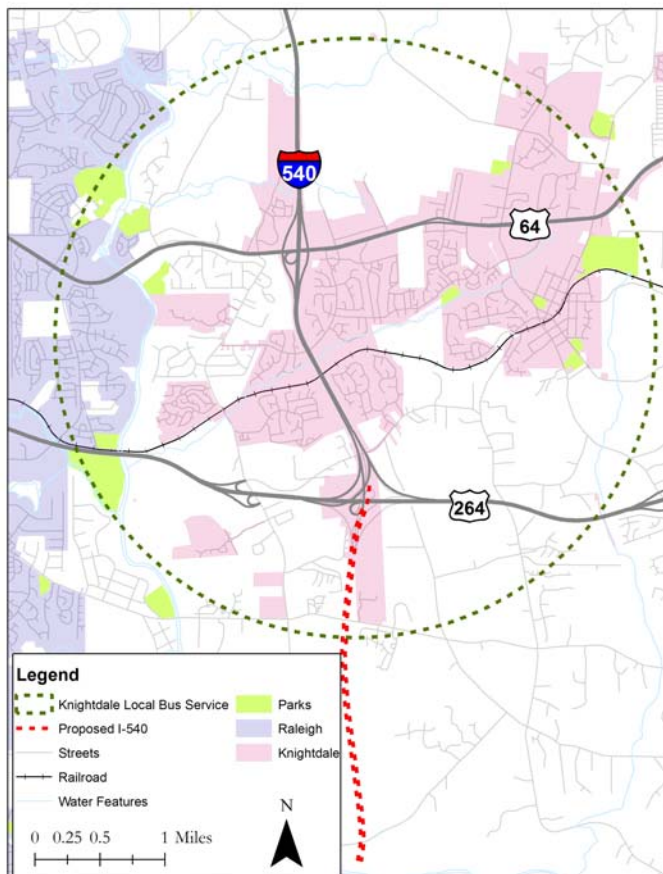 540
64
264
Legend
Knightdale Local Bus Service
Proposed I-540
Streets
Railroad
Water Features
Parks
Raleigh
Knightdale
N
0 0.25 0.5 1 Miles